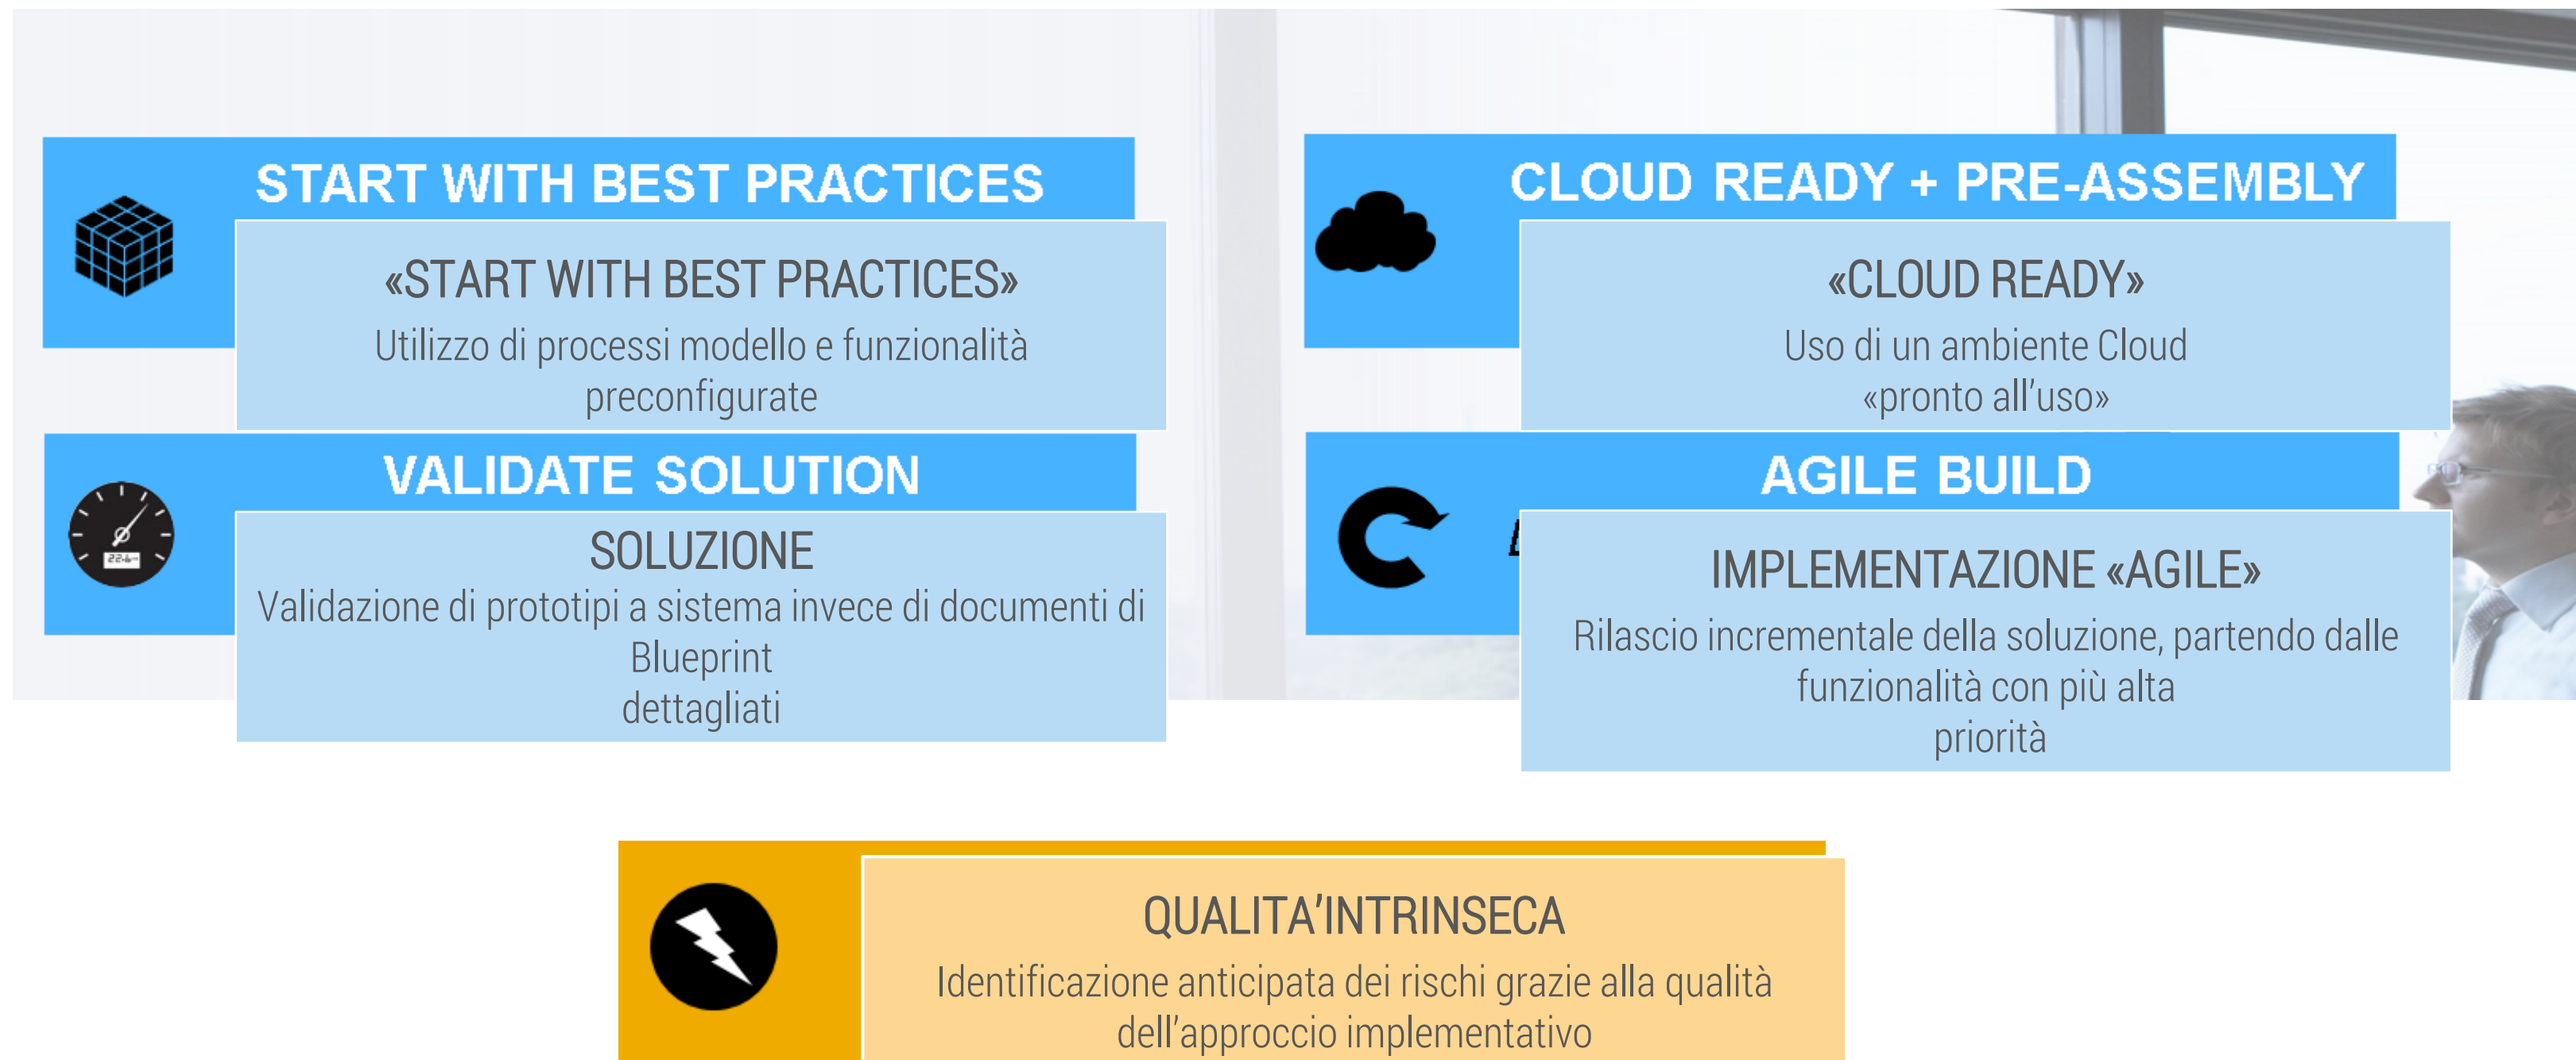 START WITH BEST PRACTICES
«START WITH BEST PRACTICES»
Utilizzo di processi modello e funzionalità
preconfigurate
CLOUD READY + PRE-ASSEMBLY
«CLOUD READY»
Uso di un ambiente Cloud
«pronto all’uso»
VALIDATE SOLUTION
SOLUZIONE
Validazione di prototipi a sistema invece di documenti di
Blueprint
dettagliati
AGILE BUILD
IMPLEMENTAZIONE «AGILE»
Rilascio incrementale della soluzione, partendo dalle
funzionalità con più alta
priorità
QUALITA’INTRINSECA
Identificazione anticipata dei rischi grazie alla qualità
dell’approccio implementativo